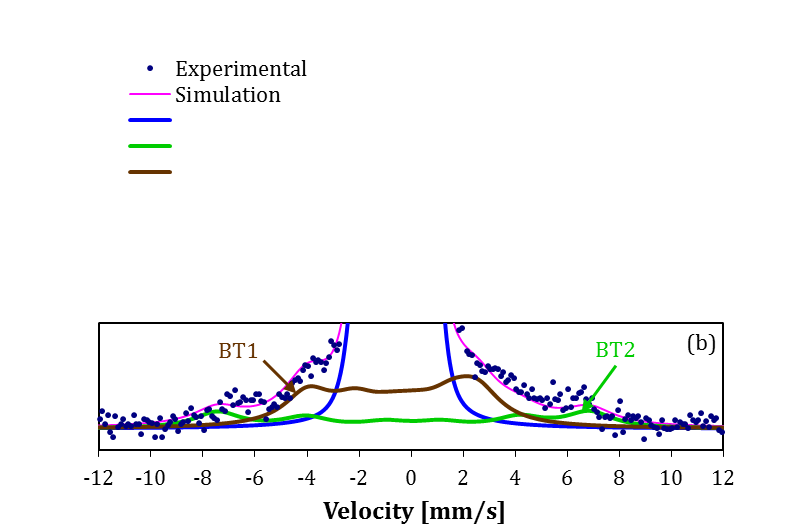 Experimental
Simulation
(b)
BT1
BT2
-12 -10 -8 -6 -4 -2 0 2 4 6 8 10 12
Velocity [mm/s]